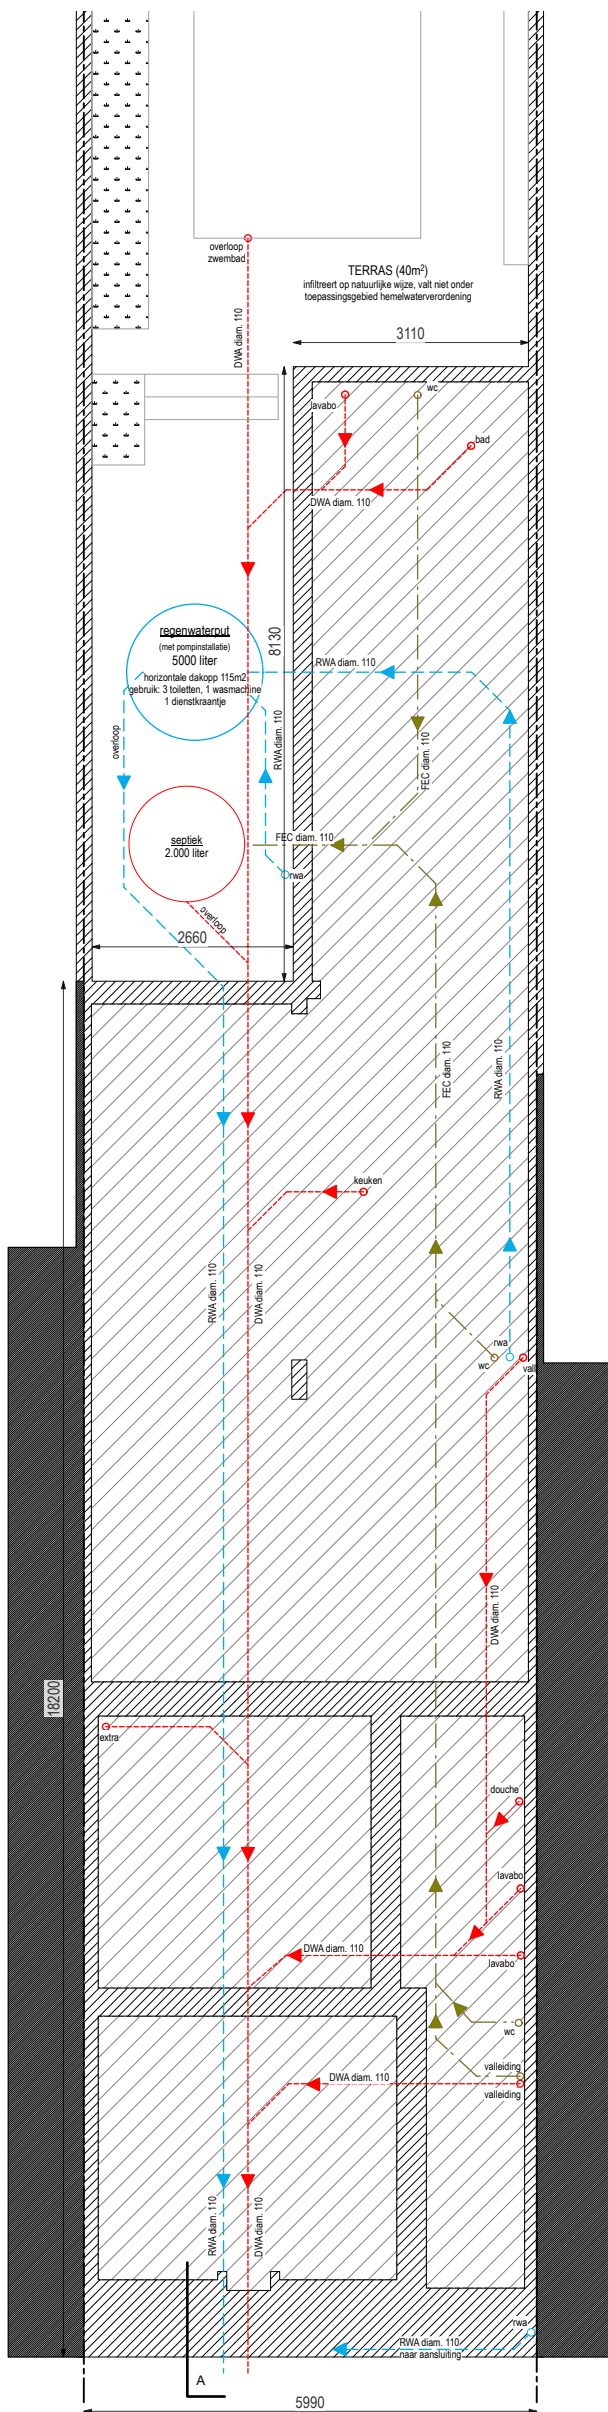 overloop
zwembad
TERRAS (40m²)
infiltreert op natuurlijke wijze, valt niet onder
toepassingsgebied hemelwaterverordening
DWA diam. 110
3110
lavabo
wc
bad
DWA diam. 110
8130
regenwaterput
(met pompinstallatie)
5000 liter
horizontale dakopp 115m2
gebruik: 3 toiletten, 1 wasmachine
1 dienstkraantje
RWA diam. 110
overloop
RWA diam. 110
FEC diam. 110
septiek
2.000 liter
FEC diam. 110
rwa
overloop
2660
FEC diam. 110
RWA diam. 110
keuken
RWA diam. 110
DWA diam. 110
rwa
wc
vall
DWA diam. 110
18200
extra
douche
lavabo
DWA diam. 110
lavabo
wc
valleiding
DWA diam. 110
valleiding
RWA diam. 110
DWA diam. 110
rwa
RWA diam. 110
naar aansluiting
A
5990